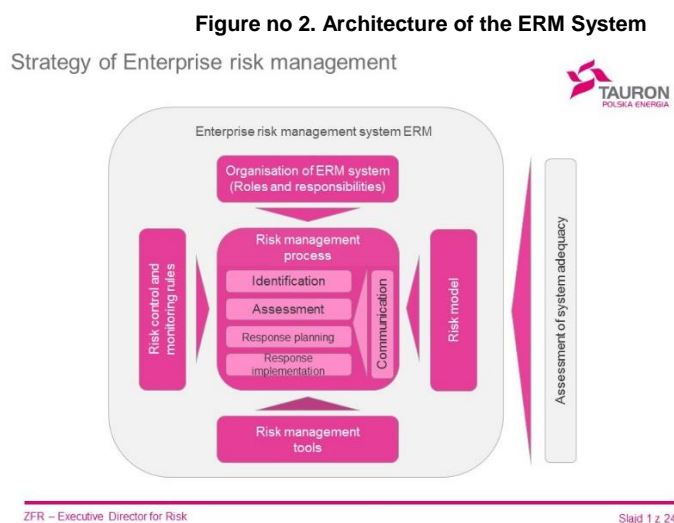 Figure no 2. Architecture of the ERM System
Strategy of Enterprise risk management
TAURON
POLSKA ENERGIA
Enterprise risk management system ERM
Organisation of ERM system
(Roles and responsibilities)
Risk control and
monitoring rules
Risk management
process
Identification
Assessment
Response planning
Response
implementation
Communication
Risk model
Assessment of system adequacy
Risk management
tools
ZFR – Executive Director for Risk
Slaid 1 z 24